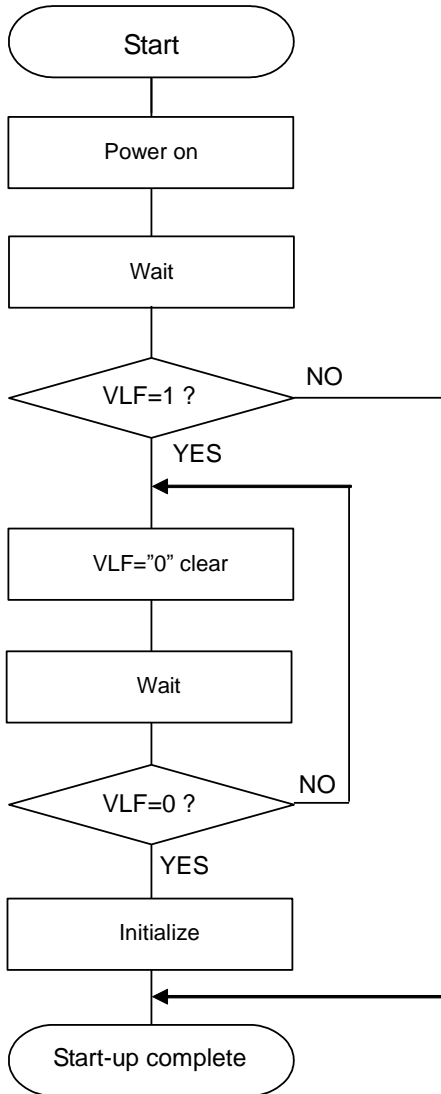 Start
Power on
Wait
VLF=1 ?
NO
YES
VLF=”0” clear
Wait
VLF=0 ?
NO
YES
Initialize
Start-up complete